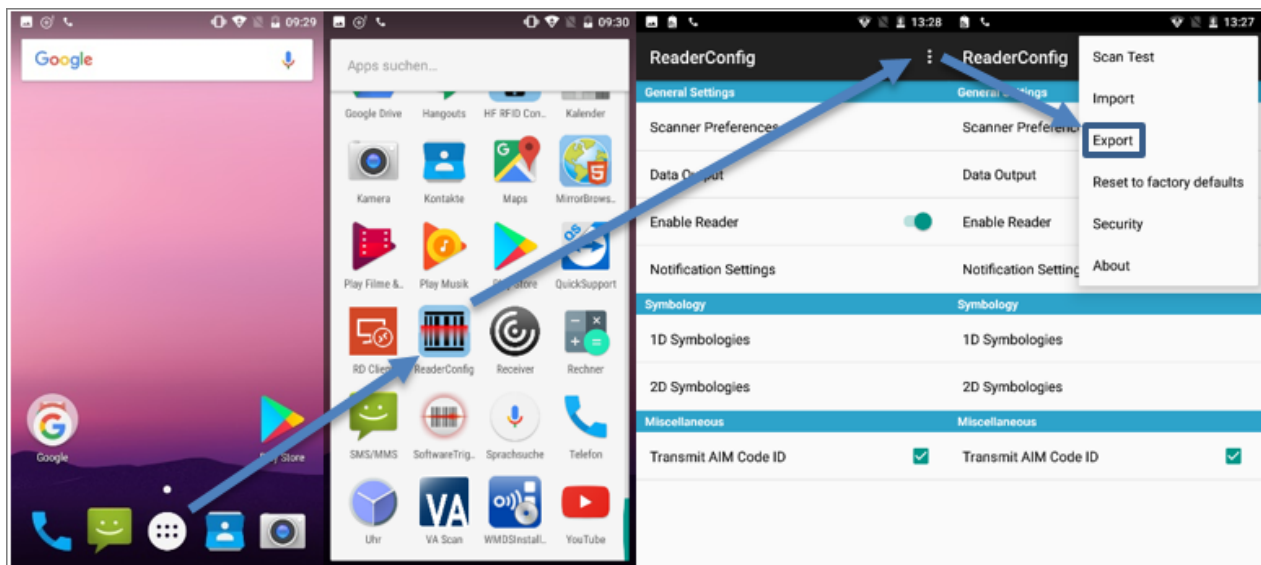 09:29
Google
Google
Play Store
09:30
Apps suchen...
Google Drive Hangouts HF RFID Con.. Kalender
Kamera Kontakte Maps MirrorBrows..
Play Filme &.. Play Musik Play Store QuickSupport
RD Client ReaderConfig Receiver Rechner
SMS/MMS SoftwareTrig.. Sprachsuche Telefon
Uhr VA Scan WMDSInstall.. YouTube
13:28
ReaderConfig
General Settings
Scanner Preferences
Data Output
Enable Reader
Notification Settings
Symbology
1D Symbologies
2D Symbologies
Miscellaneous
Transmit AIM Code ID
13:27
ReaderConfig
General Settings
Scanner Preferenc
Data Output
Enable Reader
Notification Setting
Symbology
1D Symbologies
2D Symbologies
Miscellaneous
Transmit AIM Code ID
Scan Test
Import
Export
Reset to factory defaults
Security
About